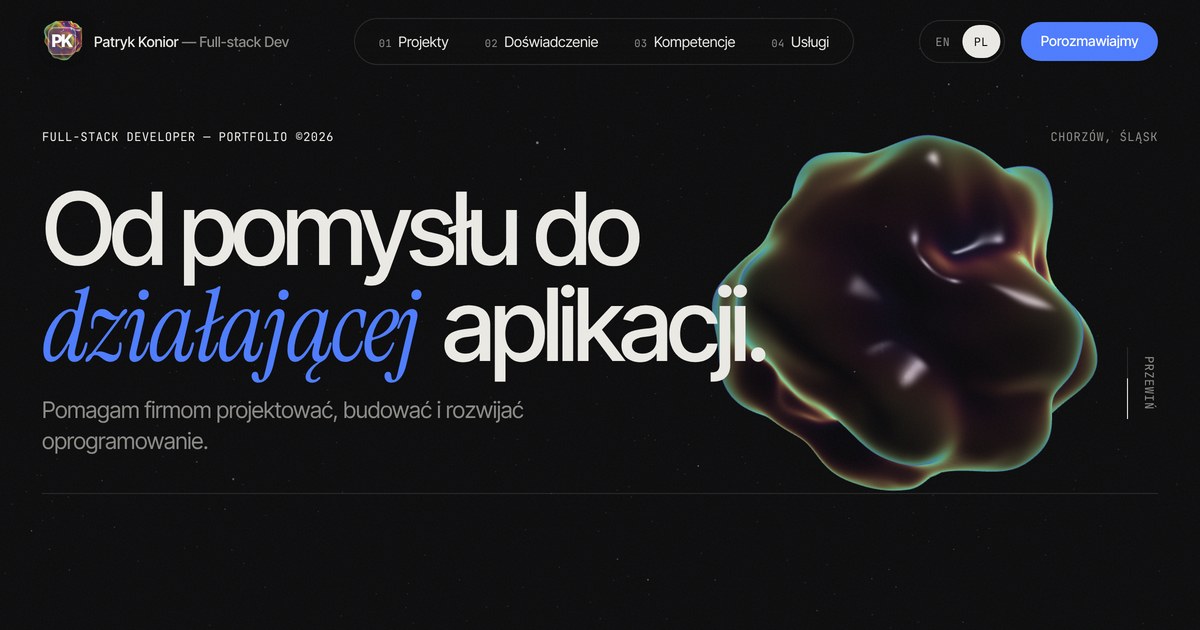 PK Patryk Konior — Full-stack Dev
01 Projekty 02 Doświadczenie 03 Kompetencje 04 Usługi
EN PL Porozmawiajmy
FULL-STACK DEVELOPER — PORTFOLIO ©2026
CHORZÓW, ŚLĄSK
Od pomysłu do
działającej aplikacji.
Pomagam firmom projektować, budować i rozwijać
oprogramowanie.
PRZEWIŃ